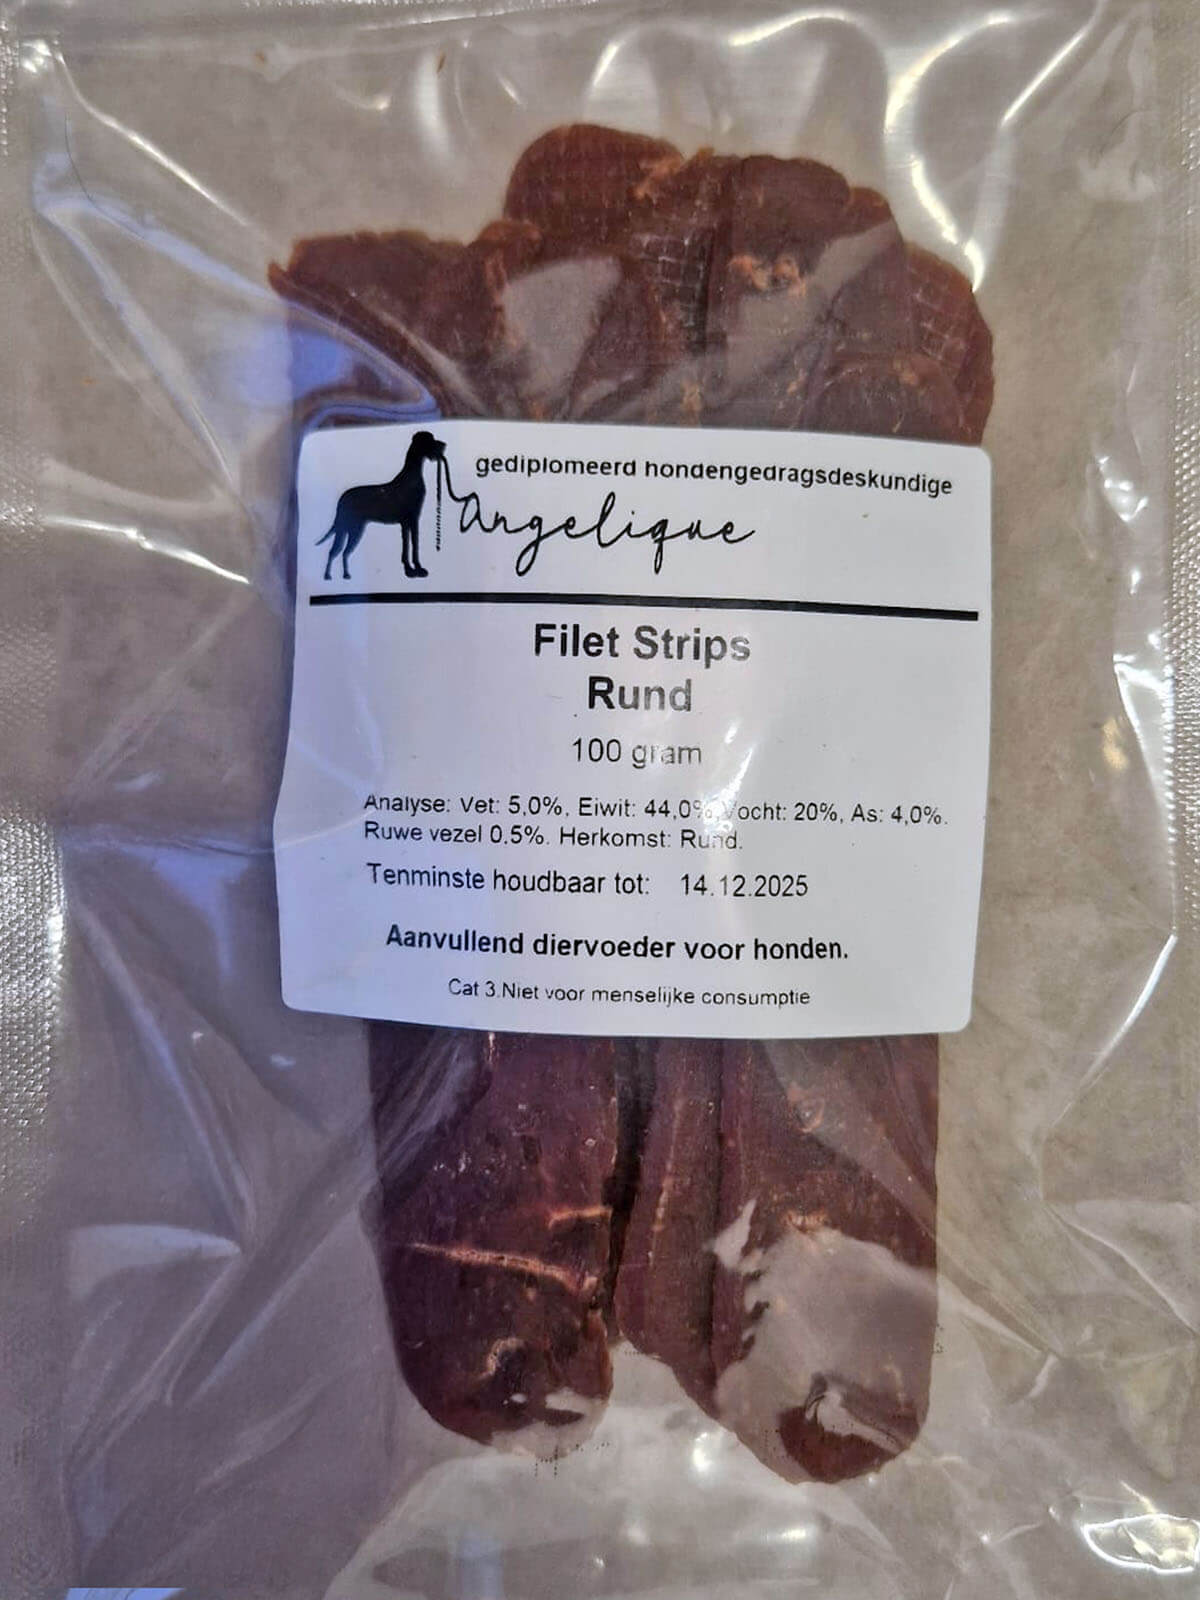 gediplomeerd hondengedragsdeskundige
Angelique
Filet Strips
Rund
100 gram
Analyse: Vet: 5,0%, Eiwit: 44,0%, Vocht: 20%, As: 4,0%.
Ruwe vezel 0.5%. Herkomst: Rund.
Tenminste houdbaar tot: 14.12.2025
Aanvullend diervoeder voor honden.
Cat 3.Niet voor menselijke consumptie